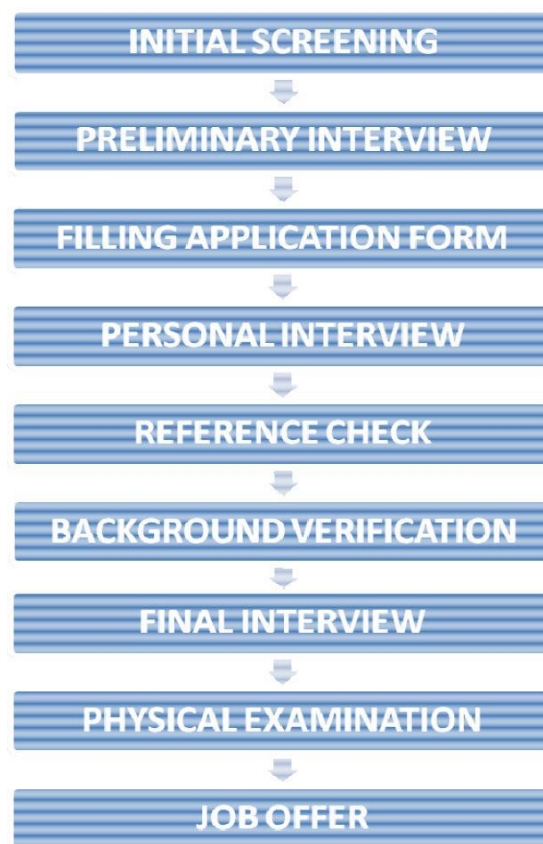 INITIAL SCREENING
PRELIMINARY INTERVIEW
FILLING APPLICATION FORM
PERSONAL INTERVIEW
REFERENCE CHECK
BACKGROUND VERIFICATION
FINAL INTERVIEW
PHYSICAL EXAMINATION
JOB OFFER